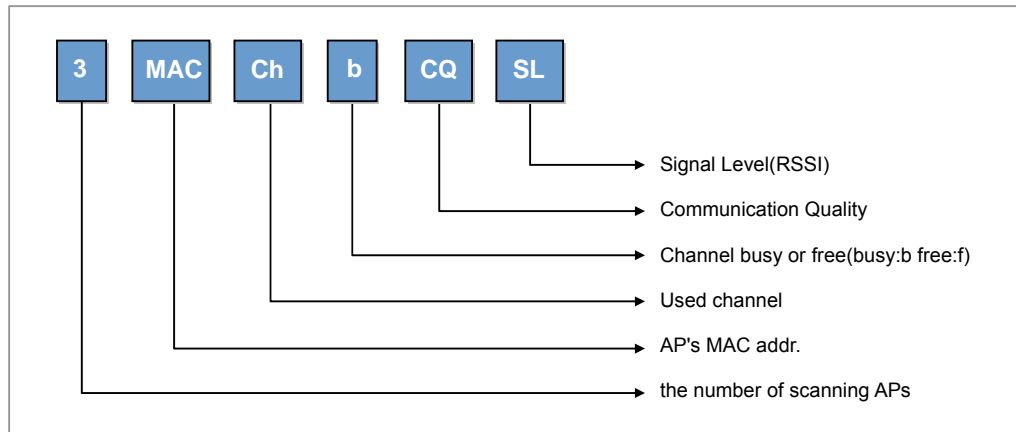 3 MAC Ch b CQ SL
Signal Level(RSSI)
Communication Quality
Channel busy or free(busy:b free:f)
Used channel
AP's MAC addr.
the number of scanning APs